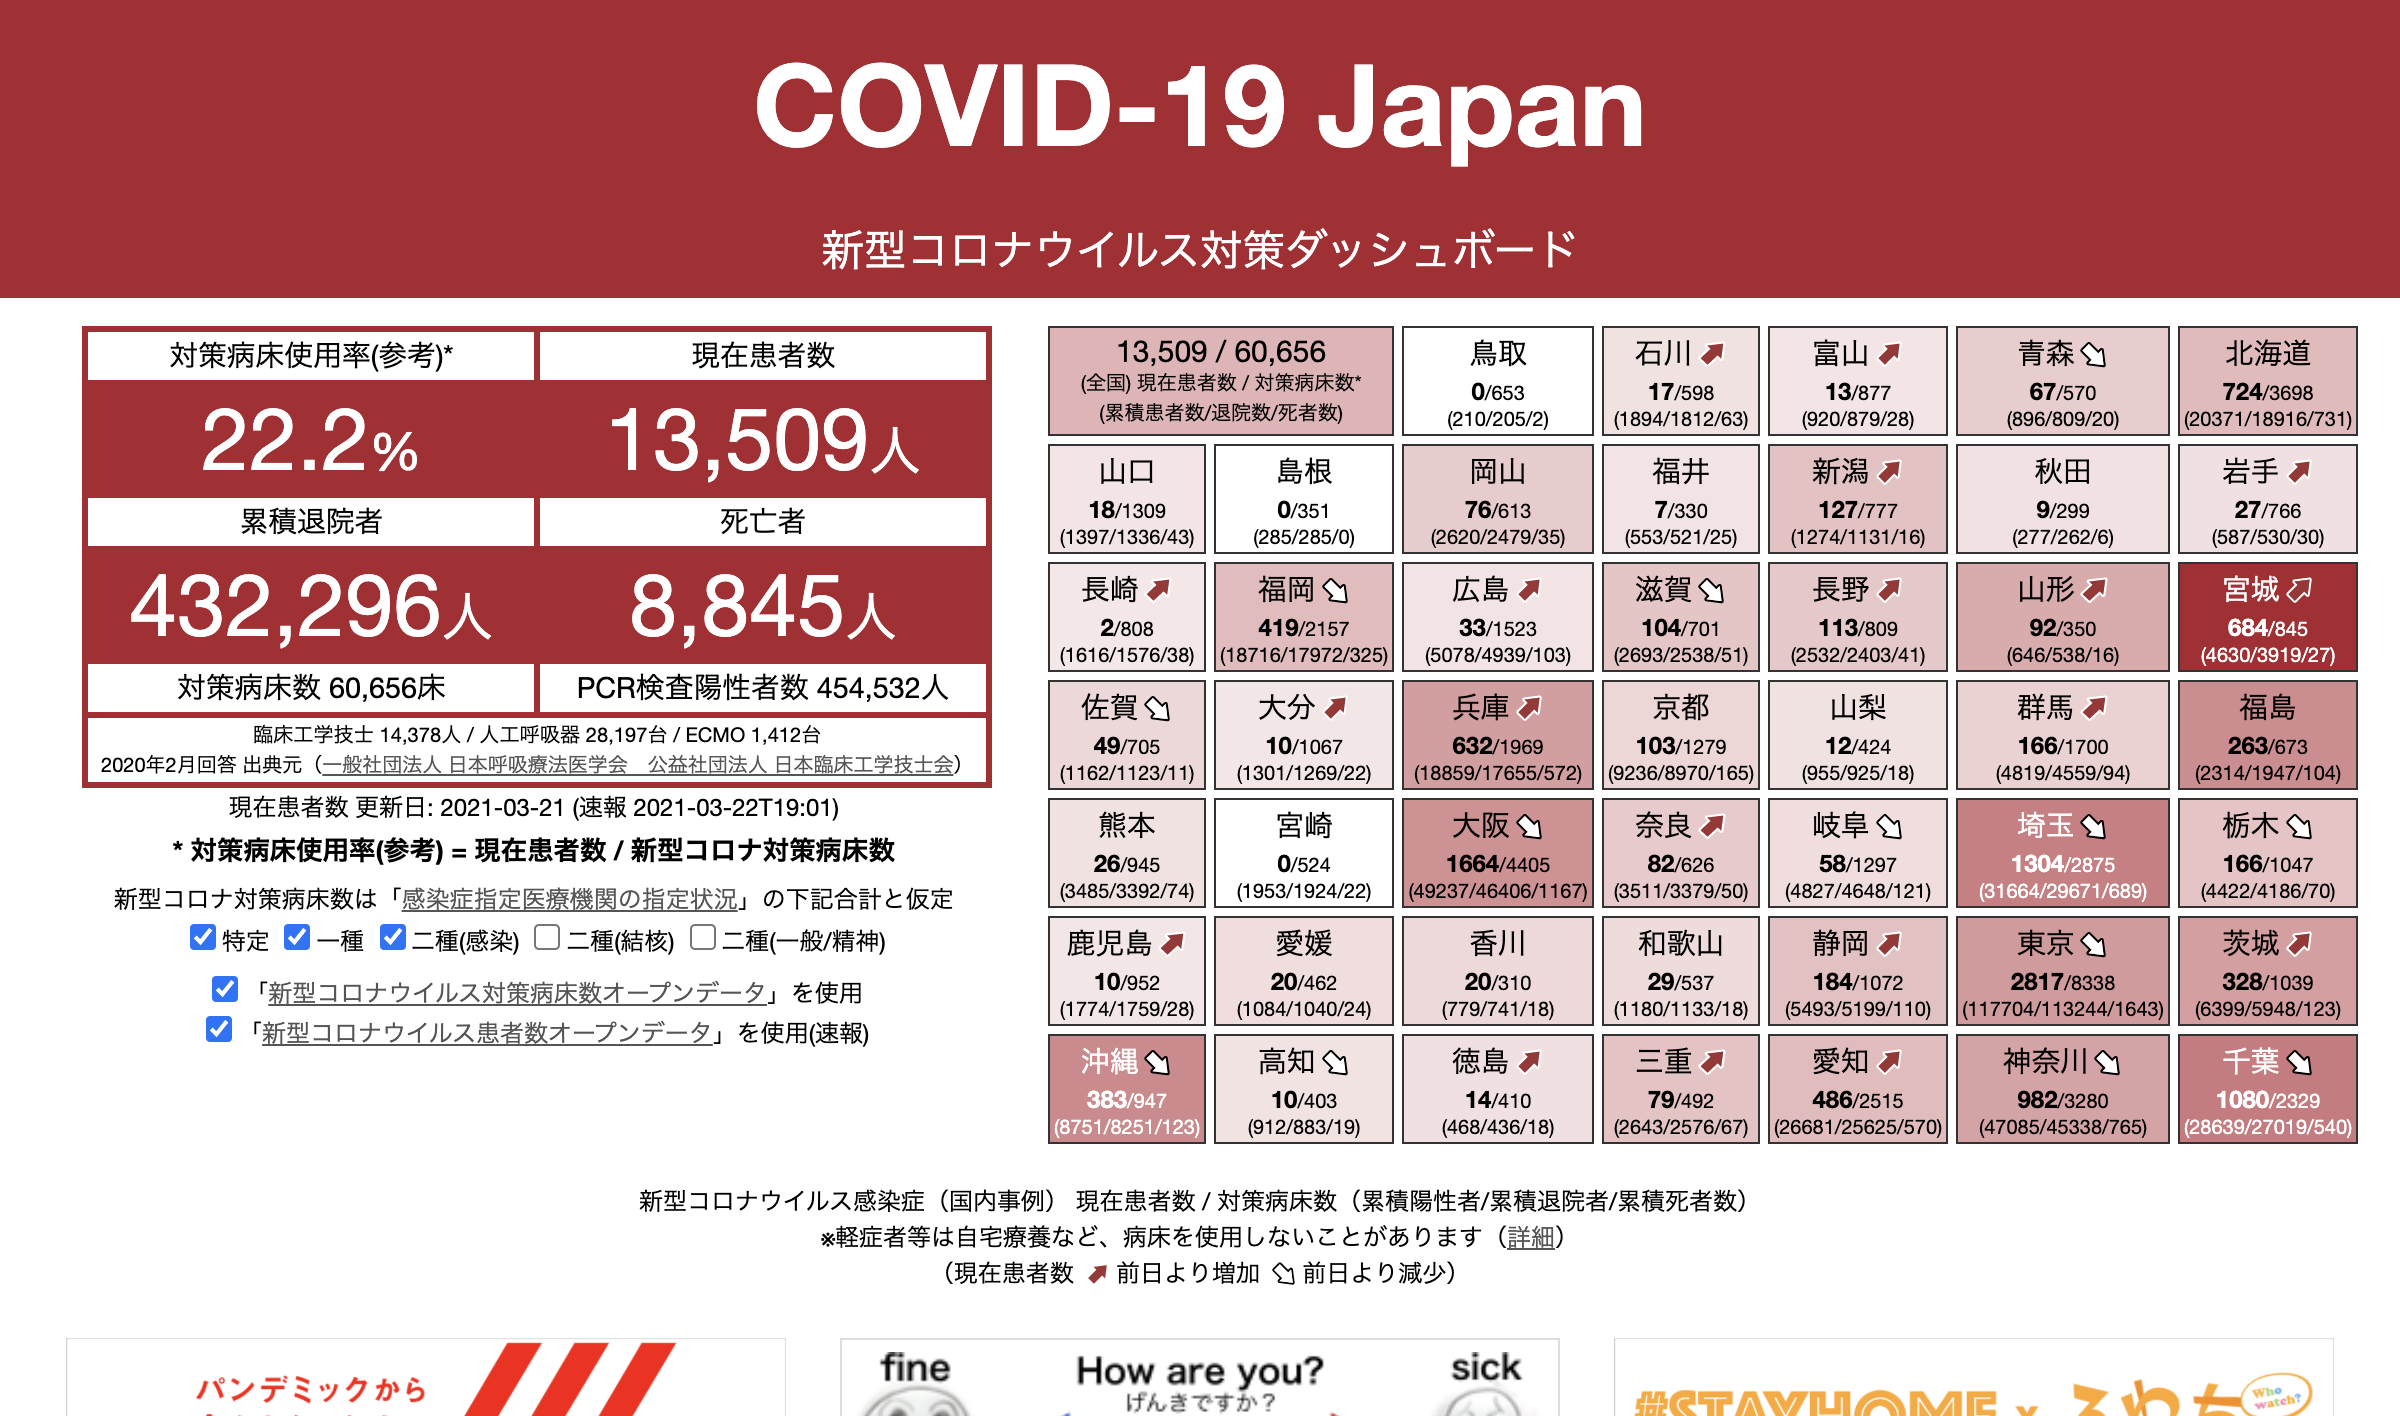 COVID-19 Japan
新型コロナウイルス対策ダッシュボード
対策病床使用率(参考)*
現在患者数
22.2%
13,509人
累積退院者
死亡者
432,296人
8,845人
対策病床数 60,656床
PCR検査陽性者数 454,532人
臨床工学技士 14,378人 / 人工呼吸器 28,197台 / ECMO 1,412台
2020年2月回答 出典元（一般社団法人 日本呼吸療法医学会　公益社団法人 日本臨床工学技士会）
現在患者数 更新日: 2021-03-21 (速報 2021-03-22T19:01)
* 対策病床使用率(参考) = 現在患者数 / 新型コロナ対策病床数
新型コロナ対策病床数は「感染症指定医療機関の指定状況」の下記合計と仮定
特定 一種 二種(感染) 二種(結核) 二種(一般/精神)
「新型コロナウイルス対策病床数オープンデータ」を使用
「新型コロナウイルス患者数オープンデータ」を使用(速報)
13,509 / 60,656
(全国) 現在患者数 / 対策病床数*
(累積患者数/退院数/死者数)
鳥取
0/653
(210/205/2)
石川
17/598
(1894/1812/63)
富山
13/877
(920/879/28)
青森
67/570
(896/809/20)
北海道
724/3698
(20371/18916/731)
山口
18/1309
(1397/1336/43)
島根
0/351
(285/285/0)
岡山
76/613
(2620/2479/35)
福井
7/330
(553/521/25)
新潟
127/777
(1274/1131/16)
秋田
9/299
(277/262/6)
岩手
27/766
(587/530/30)
長崎
2/808
(1616/1576/38)
福岡
419/2157
(18716/17972/325)
広島
33/1523
(5078/4939/103)
滋賀
104/701
(2693/2538/51)
長野
113/809
(2532/2403/41)
山形
92/350
(646/538/16)
宮城
684/845
(4630/3919/27)
佐賀
49/705
(1162/1123/11)
大分
10/1067
(1301/1269/22)
兵庫
632/1969
(18859/17655/572)
京都
103/1279
(9236/8970/165)
山梨
12/424
(955/925/18)
群馬
166/1700
(4819/4559/94)
福島
263/673
(2314/1947/104)
熊本
26/945
(3485/3392/74)
宮崎
0/524
(1953/1924/22)
大阪
1664/4405
(49237/46406/1167)
奈良
82/626
(3511/3379/50)
岐阜
58/1297
(4827/4648/121)
埼玉
1304/2875
(31664/29671/689)
栃木
166/1047
(4422/4186/70)
鹿児島
10/952
(1774/1759/28)
愛媛
20/462
(1084/1040/24)
香川
20/310
(779/741/18)
和歌山
29/537
(1180/1133/18)
静岡
184/1072
(5493/5199/110)
東京
2817/8338
(117704/113244/1643)
茨城
328/1039
(6399/5948/123)
沖縄
383/947
(8751/8251/123)
高知
10/403
(912/883/19)
徳島
14/410
(468/436/18)
三重
79/492
(2643/2576/67)
愛知
486/2515
(26681/25625/570)
神奈川
982/3280
(47085/45338/765)
千葉
1080/2329
(28639/27019/540)
新型コロナウイルス感染症（国内事例） 現在患者数 / 対策病床数（累積陽性者/累積退院者/累積死者数）
※軽症者等は自宅療養など、病床を使用しないことがあります（詳細）
（現在患者数 前日より増加 前日より減少）
パンデミックから
fine
How are you?
げんきですか？
sick
#STAYHOME x
Who watch?